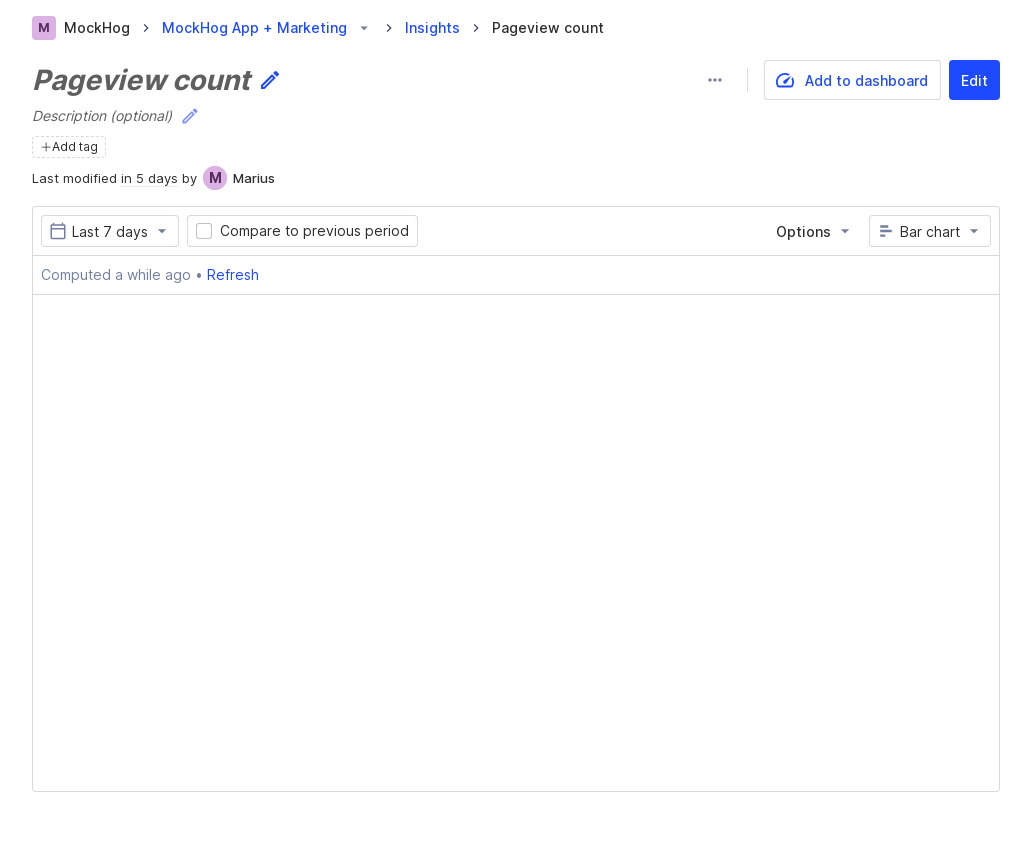 M MockHog MockHog App + Marketing Insights Pageview count
Pageview count
Add to dashboard
Edit
Description (optional)
+Add tag
Last modified in 5 days by M Marius
Last 7 days Compare to previous period Options Bar chart
Computed a while ago • Refresh